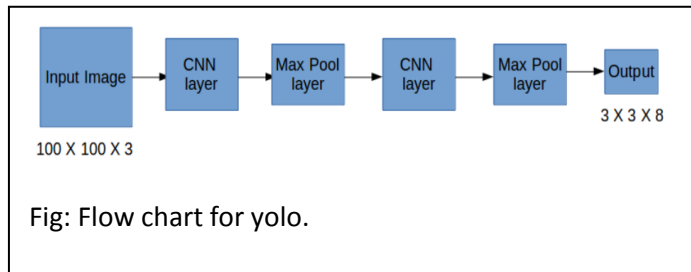 Input Image
CNN
layer
Max Pool
layer
CNN
layer
Max Pool
layer
Output
100 X 100 X 3
3 X 3 X 8
Fig: Flow chart for yolo.